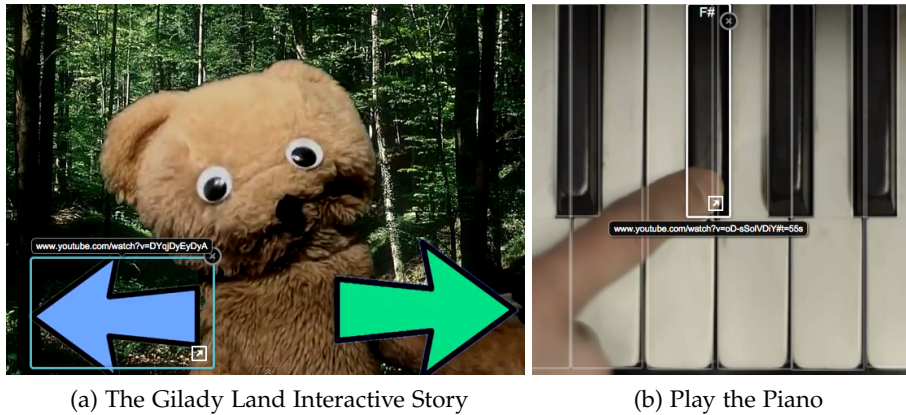 www.youtube.com/watch?v=DYqjDyEyDyA
F#
www.youtube.com/watch?v=oD-sSolVDiY#t=55s
(a) The Gilady Land Interactive Story
(b) Play the Piano